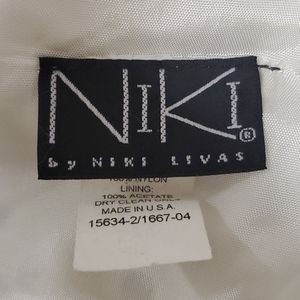 NIKI ®
by NIKI LIVAS
100% NYLON
LINING:
100% ACETATE
DRY CLEAN ONLY
MADE IN U.S.A.
15634-2/1667-04